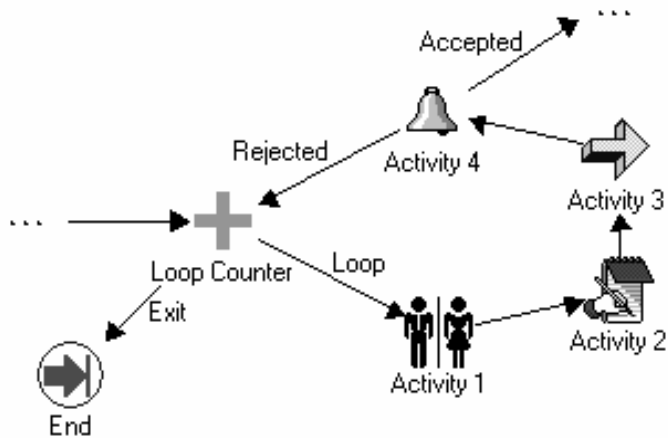 ...
Accepted
Rejected
Activity 4
Activity 3
...
Loop Counter
Loop
Exit
Activity 2
Activity 1
End